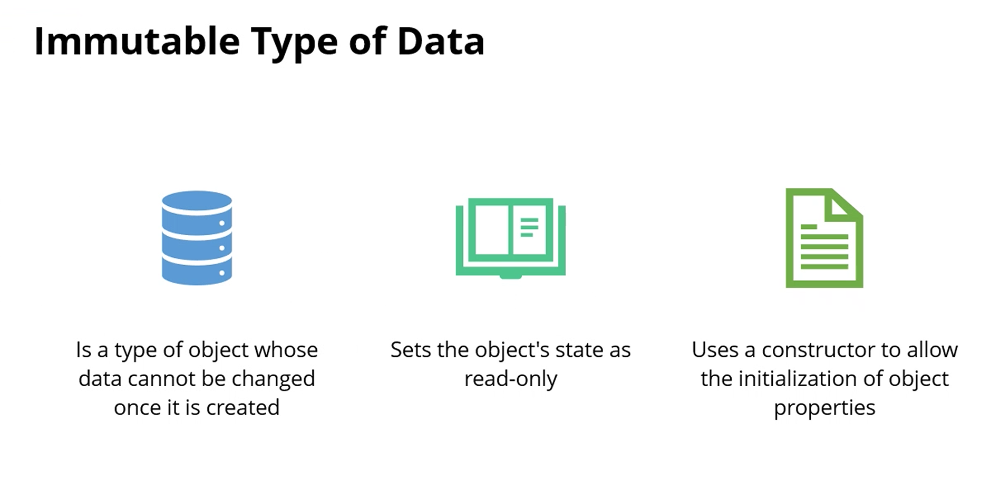 Immutable Type of Data
Is a type of object whose
data cannot be changed
once it is created
Sets the object's state as
read-only
Uses a constructor to allow
the initialization of object
properties